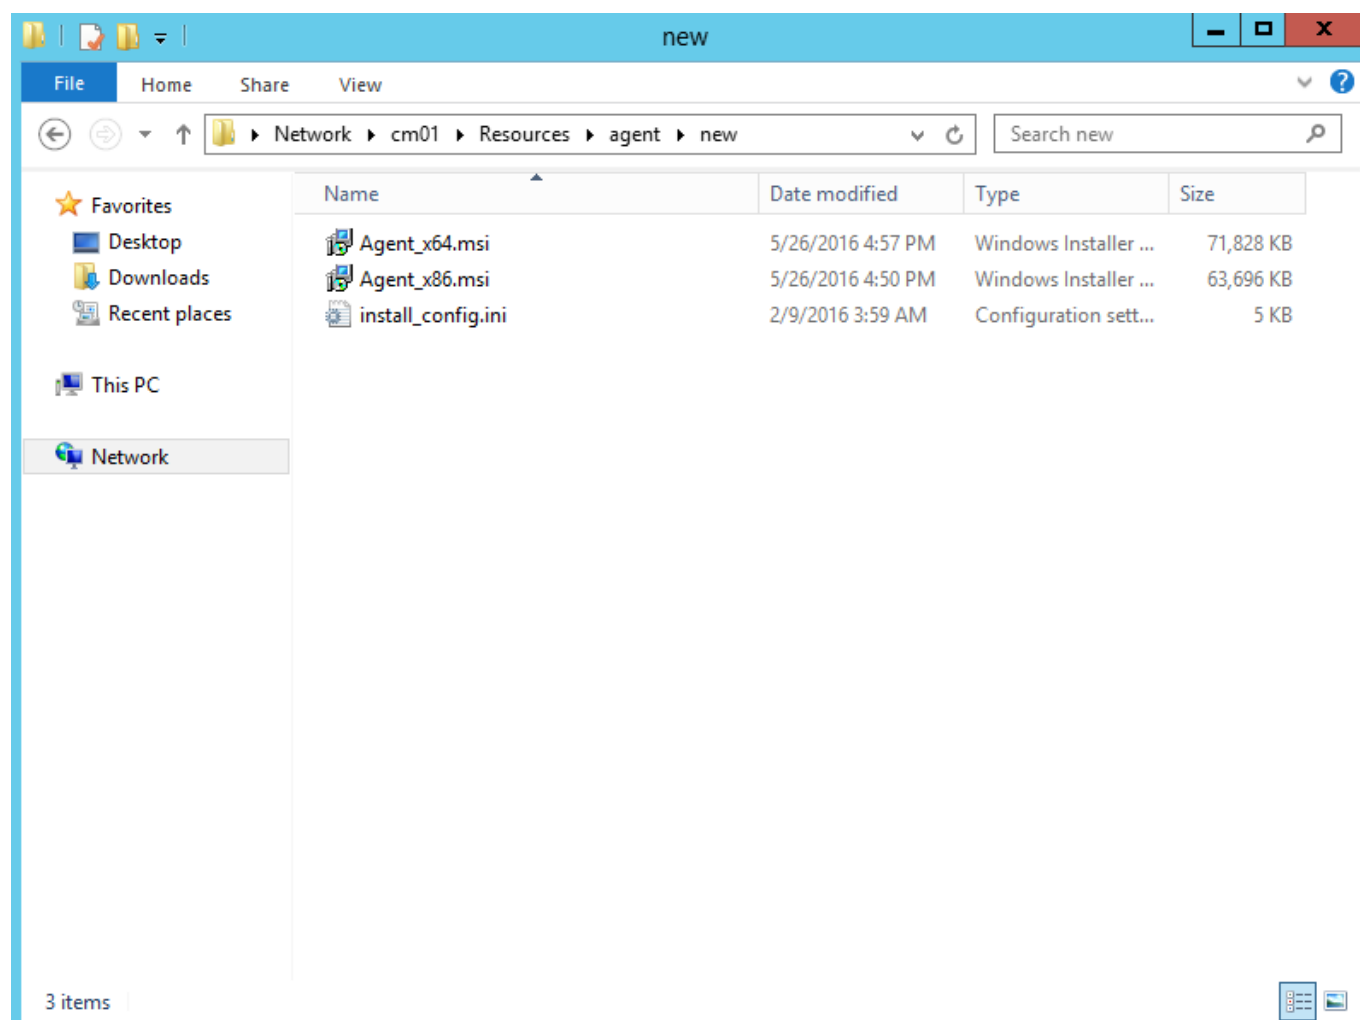 new
File Home Share View
Network cm01 Resources agent new Search new
Name Date modified Type Size
Favorites
Desktop
Downloads
Recent places
This PC
Network
Agent_x64.msi 5/26/2016 4:57 PM Windows Installer ... 71,828 KB
Agent_x86.msi 5/26/2016 4:50 PM Windows Installer ... 63,696 KB
install_config.ini 2/9/2016 3:59 AM Configuration sett... 5 KB
3 items